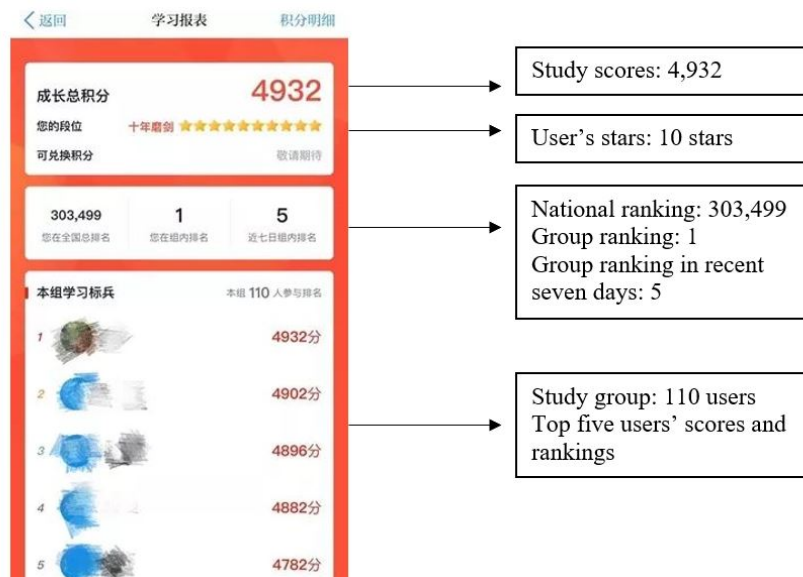 返回 学习报表 积分明细
成长总积分 4932
您的段位 十年磨剑
可兑换积分 敬请期待
303,499 1 5
您在全国总排名 您在组内排名 近七日组内排名
本组学习标兵 本组 110 人参与排名
1 4932分
2 4902分
3 4896分
4 4882分
5 4782分
Study scores: 4,932
User's stars: 10 stars
National ranking: 303,499
Group ranking: 1
Group ranking in recent
seven days: 5
Study group: 110 users
Top five users' scores and
rankings